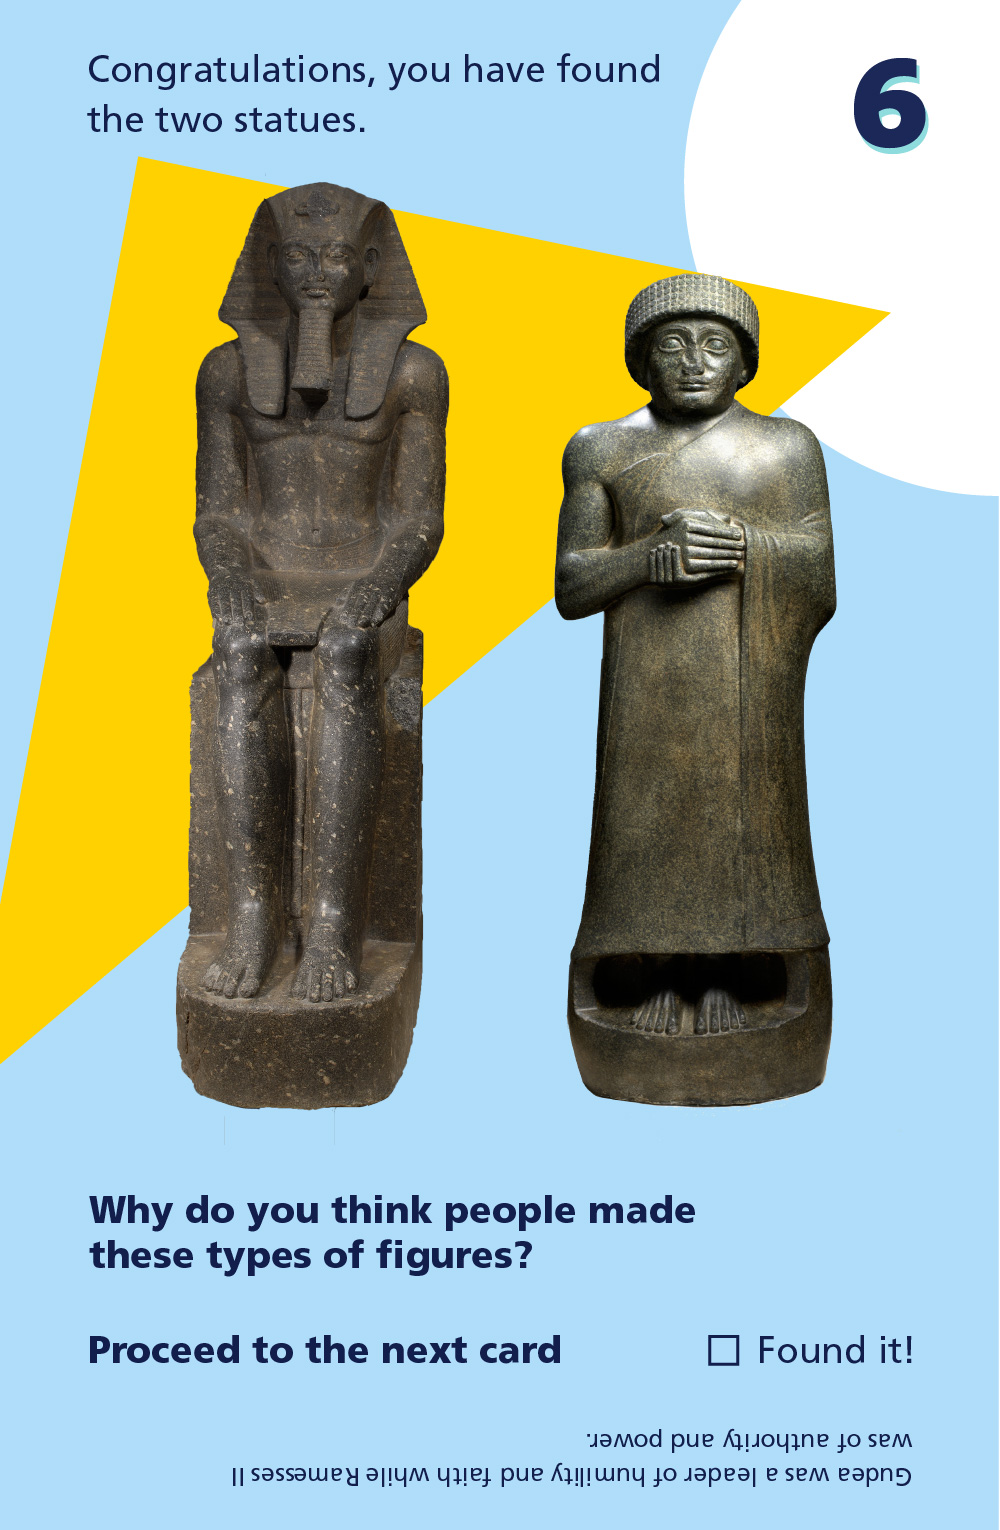 Congratulations, you have found
the two statues.
6
Why do you think people made
these types of figures?
Proceed to the next card
Found it!
Gudea was a leader of humility and faith while Ramesses II
was of authority and power.